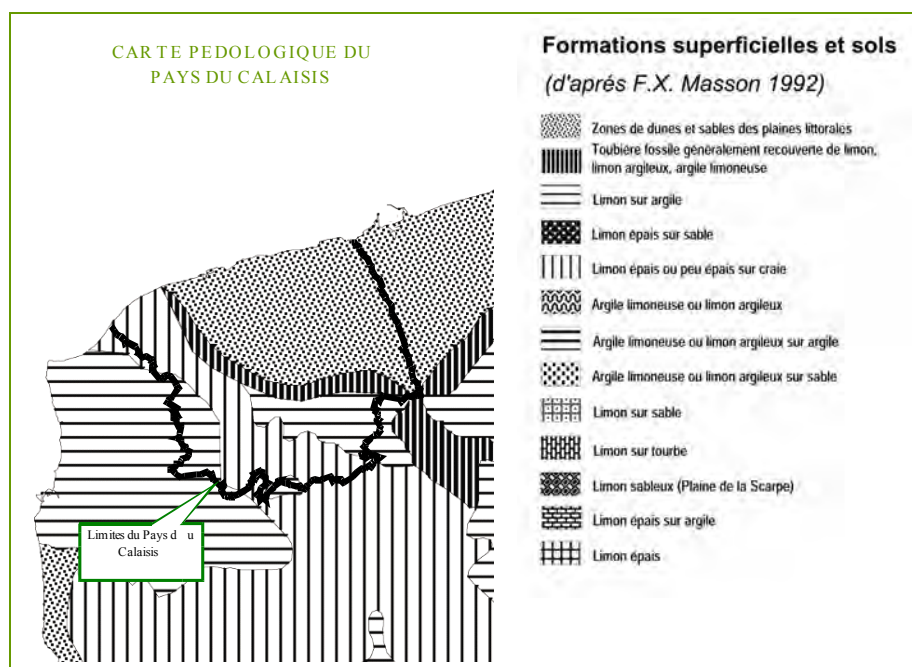 CARTE PEDOLOGIQUE DU
PAYS DU CALAISIS
Limites du Pays d u
Calaisis
Formations superficielles et sols
(d'aprés F.X. Masson 1992)
Zones de dunes et sables des plaines littorales
Toubière fossile généralement recouverte de limon,
limon argileux, argile limoneuse
Limon sur argile
Limon épais sur sable
Limon épais ou peu épais sur craie
Argile limoneuse ou limon argileux
Argile limoneuse ou limon argileux sur argile
Argile limoneuse ou limon argileux sur sable
Limon sur sable
Limon sur tourbe
Limon sableux (Plaine de la Scarpe)
Limon épais sur argile
Limon épais